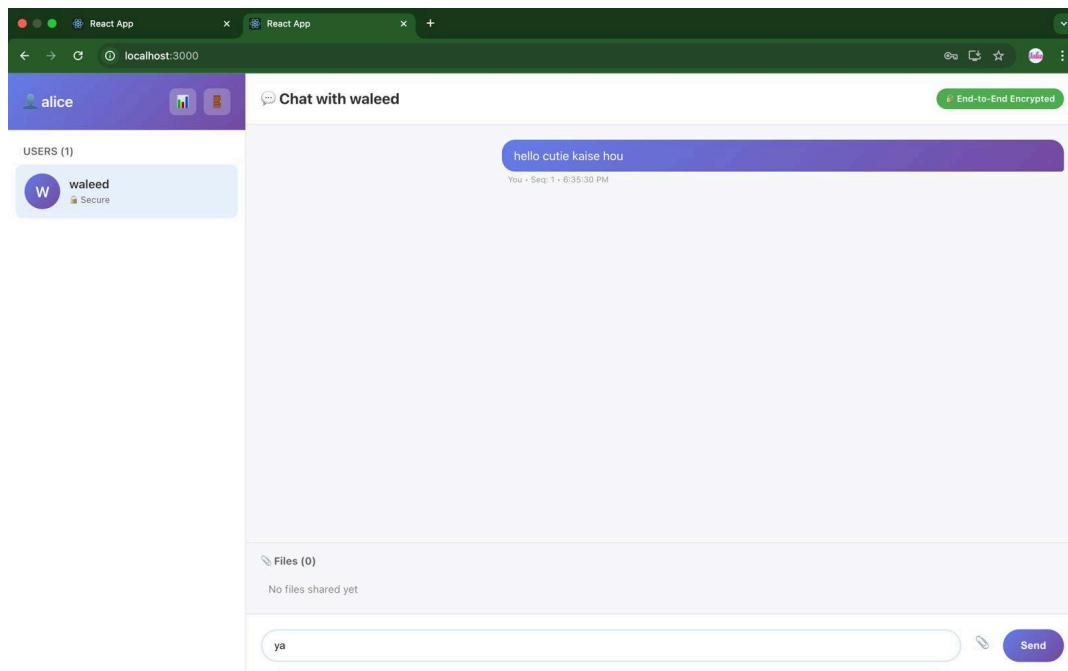 React App
React App
localhost:3000
alice
Chat with waleed
End-to-End Encrypted
USERS (1)
W
waleed
Secure
hello cutie kaise hou
You • Seq: 1 • 6:35:30 PM
Files (0)
No files shared yet
ya
Send